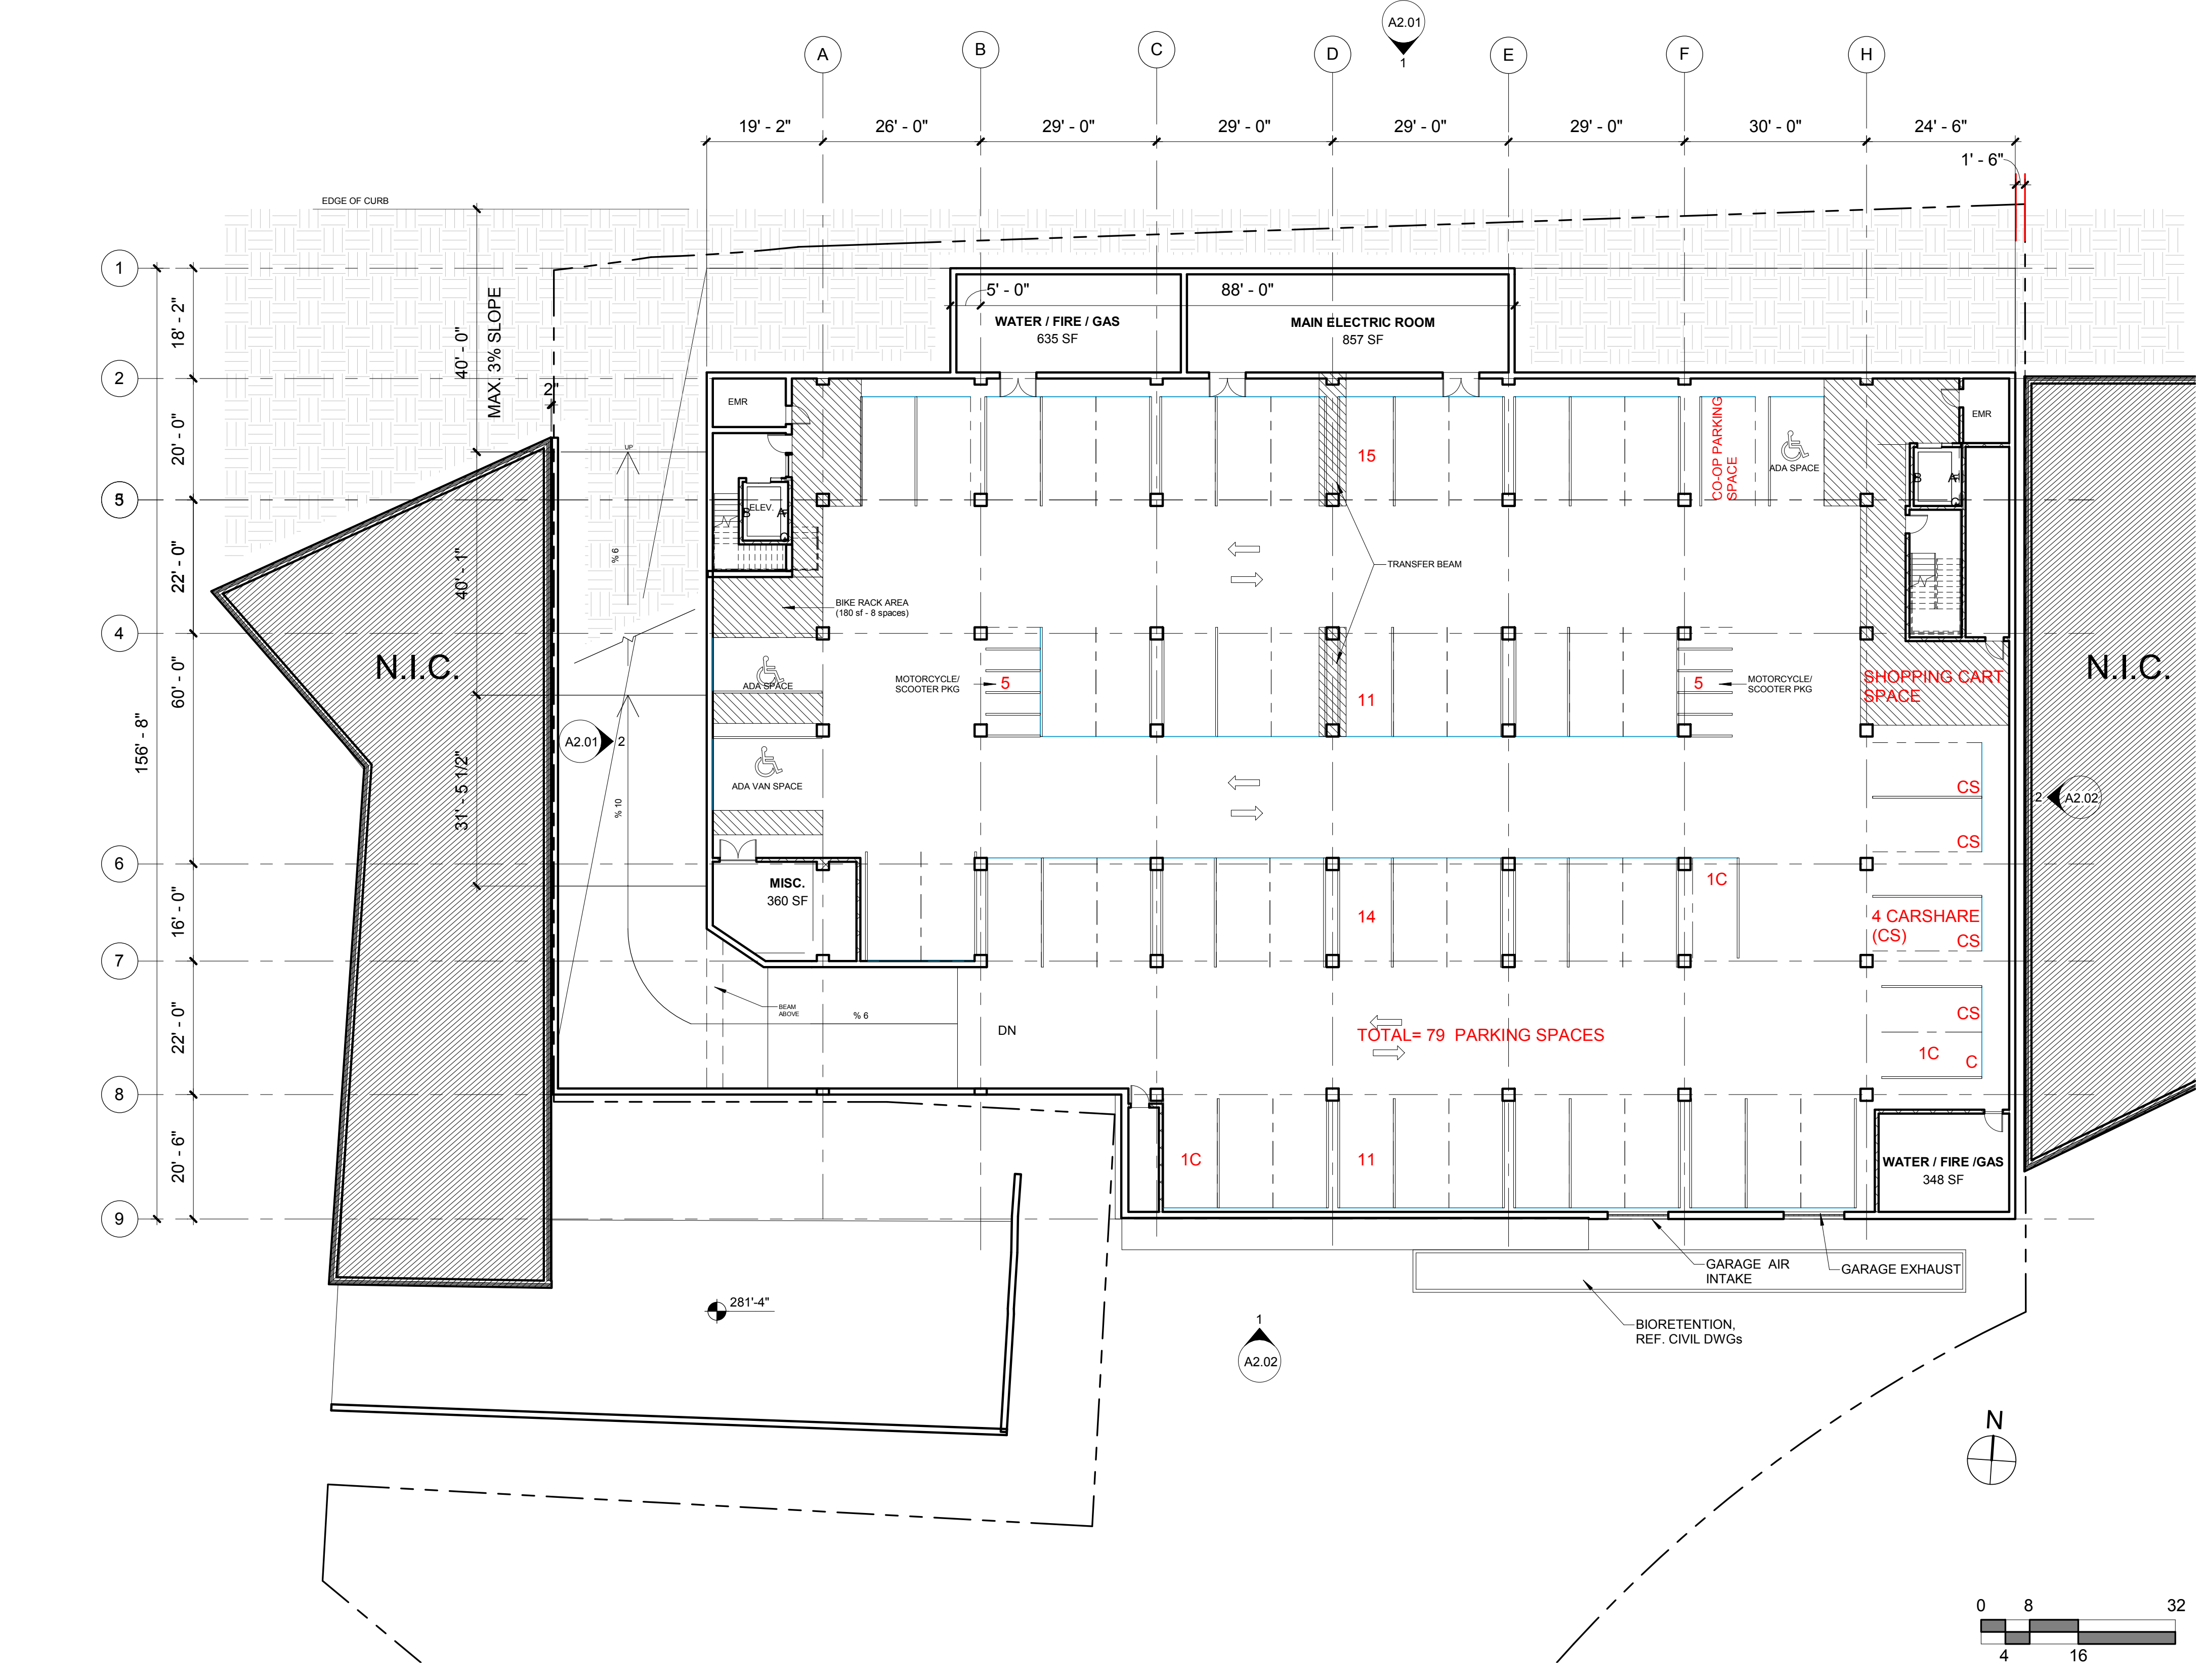 A2.01
1
A
B
C
D
E
F
H
19' - 2"
26' - 0"
29' - 0"
29' - 0"
29' - 0"
29' - 0"
30' - 0"
24' - 6"
1' - 6"
EDGE OF CURB
1
2
3
4
6
7
8
9
18' - 2"
20' - 0"
22' - 0"
60' - 0"
156' - 8"
16' - 0"
22' - 0"
20' - 6"
40' - 0"
MAX. 3% SLOPE
2"
40' - 1"
31' - 5 1/2"
5' - 0"
88' - 0"
WATER / FIRE / GAS
635 SF
MAIN ELECTRIC ROOM
857 SF
EMR
EMR
UP
% 6
% 10
ELEV.
B
A
C
B
A
C
15
CO-OP PARKING
SPACE
ADA SPACE
TRANSFER BEAM
BIKE RACK AREA
(180 sf - 8 spaces)
N.I.C.
N.I.C.
ADA SPACE
MOTORCYCLE/
SCOOTER PKG
5
11
5
MOTORCYCLE/
SCOOTER PKG
SHOPPING CART
SPACE
A2.01
2
ADA VAN SPACE
CS
CS
2
A2.02
MISC.
360 SF
14
1C
4 CARSHARE
(CS)
CS
BEAM
ABOVE
% 6
DN
TOTAL= 79 PARKING SPACES
CS
1C
C
1C
11
WATER / FIRE /GAS
348 SF
GARAGE AIR
INTAKE
GARAGE EXHAUST
281'-4"
BIORETENTION,
REF. CIVIL DWGs
1
A2.02
N
0
8
32
4
16